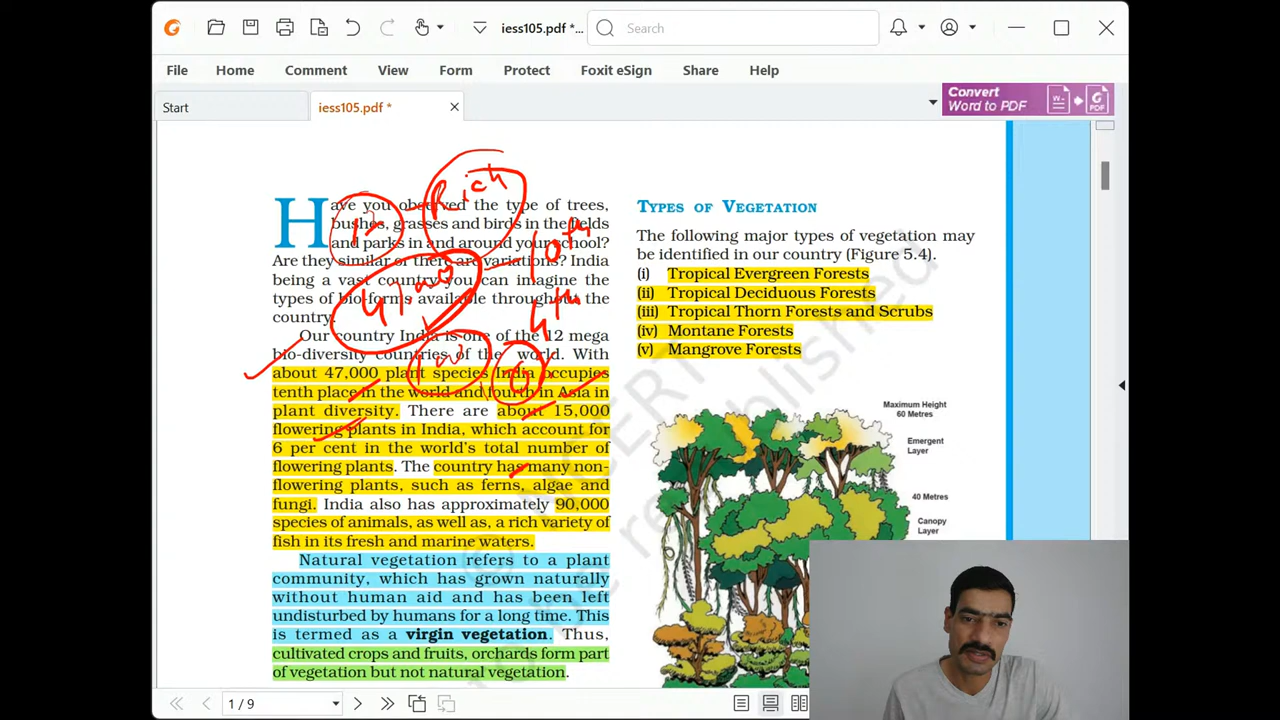 iess105.pdf *...
Search
File
Home
Comment
View
Form
Protect
Foxit eSign
Share
Help
Start
iess105.pdf *
Convert
Word to PDF
Have you observed the type of trees,
bushes, grasses and birds in the fields
and parks in and around your school?
Are they similar or there are variations? India
being a vast country you can imagine the
types of bio-forms available throughout the
country.
Our country India is one of the 12 mega
bio-diversity countries of the world. With
about 47,000 plant species India occupies
tenth place in the world and fourth in Asia in
plant diversity. There are about 15,000
flowering plants in India, which account for
6 per cent in the world's total number of
flowering plants. The country has many non-
flowering plants, such as ferns, algae and
fungi. India also has approximately 90,000
species of animals, as well as, a rich variety of
fish in its fresh and marine waters.
Natural vegetation refers to a plant
community, which has grown naturally
without human aid and has been left
undisturbed by humans for a long time. This
is termed as a virgin vegetation. Thus,
cultivated crops and fruits, orchards form part
of vegetation but not natural vegetation.
Rich
10th
4th
TYPES OF VEGETATION
The following major types of vegetation may
be identified in our country (Figure 5.4).
(i) Tropical Evergreen Forests
(ii) Tropical Deciduous Forests
(iii) Tropical Thorn Forests and Scrubs
(iv) Montane Forests
(v) Mangrove Forests
Maximum Height
60 Metres
Emergent
Layer
40 Metres
Canopy
Layer
1 / 9